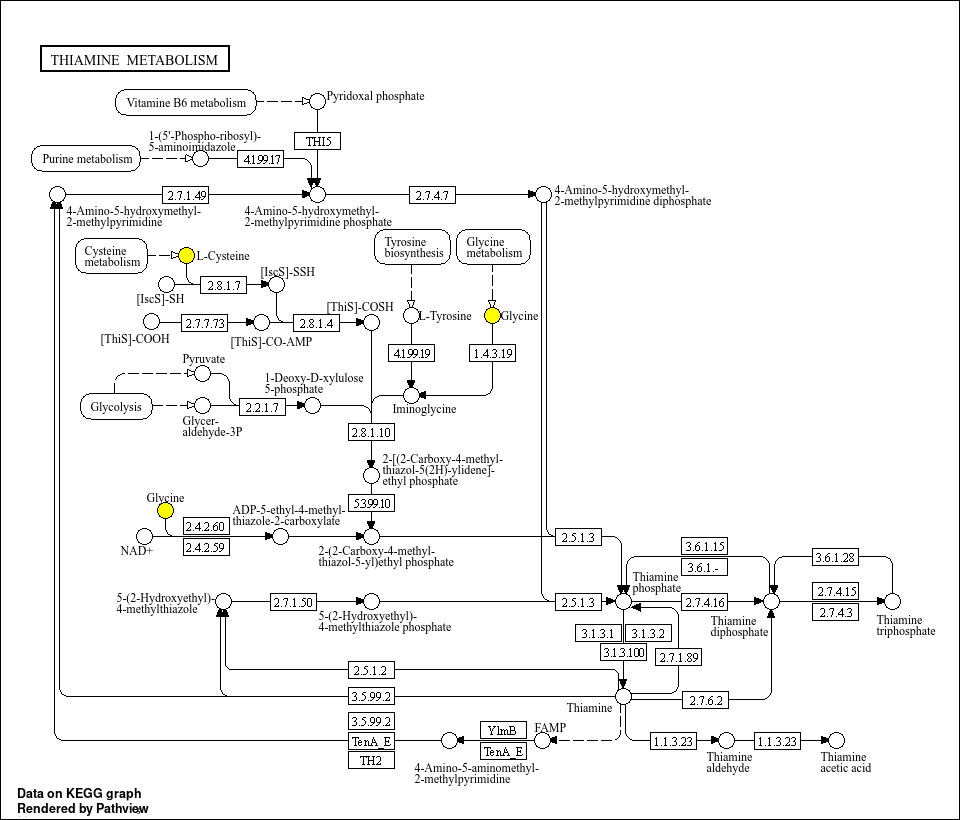 THIAMINE METABOLISM
Vitamine B6 metabolism
Pyridoxal phosphate
THI5
1-(5'-Phospho-ribosyl)-
5-aminoimidazole
Purine metabolism
4.1.99.17
2.7.1.49
2.7.4.7
4-Amino-5-hydroxymethyl-
2-methylpyrimidine
4-Amino-5-hydroxymethyl-
2-methylpyrimidine phosphate
4-Amino-5-hydroxymethyl-
2-methylpyrimidine diphosphate
Cysteine
metabolism
L-Cysteine
Tyrosine
biosynthesis
Glycine
metabolism
[IscS]-SH
2.8.1.7
[IscS]-SSH
[ThiS]-COOH
2.7.7.73
[ThiS]-CO-AMP
2.8.1.4
[ThiS]-COSH
L-Tyrosine
Glycine
4.1.99.19
1.4.3.19
Pyruvate
Glycolysis
Glycer-
aldehyde-3P
2.2.1.7
1-Deoxy-D-xylulose
5-phosphate
Iminoglycine
2.8.1.10
2-[(2-Carboxy-4-methyl-
thiazol-5(2H)-ylidene]-
ethyl phosphate
5.3.99.10
Glycine
NAD+
2.4.2.60
2.4.2.59
ADP-5-ethyl-4-methyl-
thiazole-2-carboxylate
2-(2-Carboxy-4-methyl-
thiazol-5-yl)ethyl phosphate
2.5.1.3
3.6.1.15
3.6.1.-
3.6.1.28
Thiamine
phosphate
5-(2-Hydroxyethyl)-
4-methylthiazole
2.7.1.50
5-(2-Hydroxyethyl)-
4-methylthiazole phosphate
2.5.1.3
2.7.4.16
2.7.4.15
2.7.4.3
Thiamine
diphosphate
Thiamine
triphosphate
3.1.3.1
3.1.3.2
3.1.3.100
2.7.1.89
2.5.1.2
3.5.99.2
Thiamine
2.7.6.2
3.5.99.2
TenA_E
TH2
YlmB
TenA_E
FAMP
4-Amino-5-aminomethyl-
2-methylpyrimidine
1.1.3.23
Thiamine
aldehyde
1.1.3.23
Thiamine
acetic acid
Data on KEGG graph
Rendered by Pathview